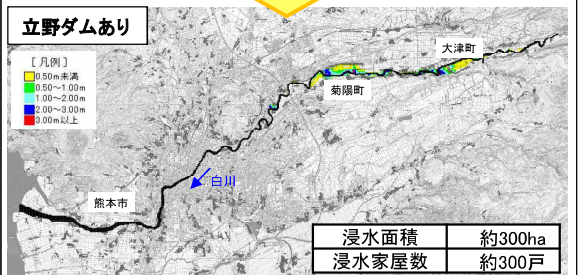 立野ダムあり
[凡例]
0.50m未満
0.50~1.00m
1.00~2.00m
2.00~3.00m
3.00m以上
大津町
菊陽町
白川
熊本市
浸水面積 約300ha
浸水家屋数 約300戸